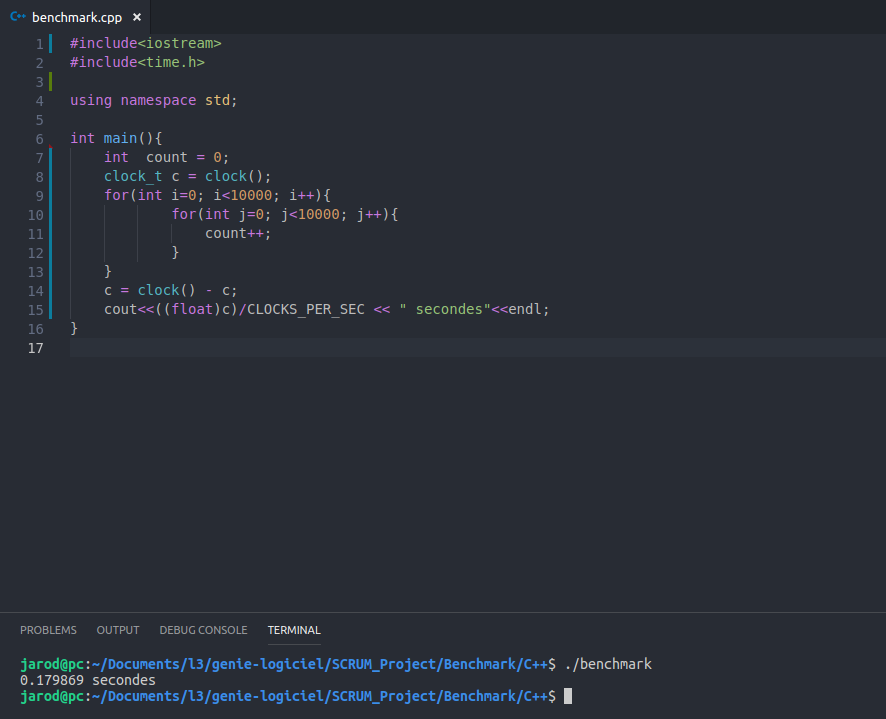 C++ benchmark.cpp ×
1 #include<iostream>
2 #include<time.h>
3
4 using namespace std;
5
6 int main(){
7     int  count = 0;
8     clock_t c = clock();
9     for(int i=0; i<10000; i++){
10             for(int j=0; j<10000; j++){
11                 count++;
12             }
13     }
14     c = clock() - c;
15     cout<<((float)c)/CLOCKS_PER_SEC << " secondes"<<endl;
16 }
17
PROBLEMS OUTPUT DEBUG CONSOLE TERMINAL
jarod@pc:~/Documents/l3/genie-logiciel/SCRUM_Project/Benchmark/C++$ ./benchmark
0.179869 secondes
jarod@pc:~/Documents/l3/genie-logiciel/SCRUM_Project/Benchmark/C++$